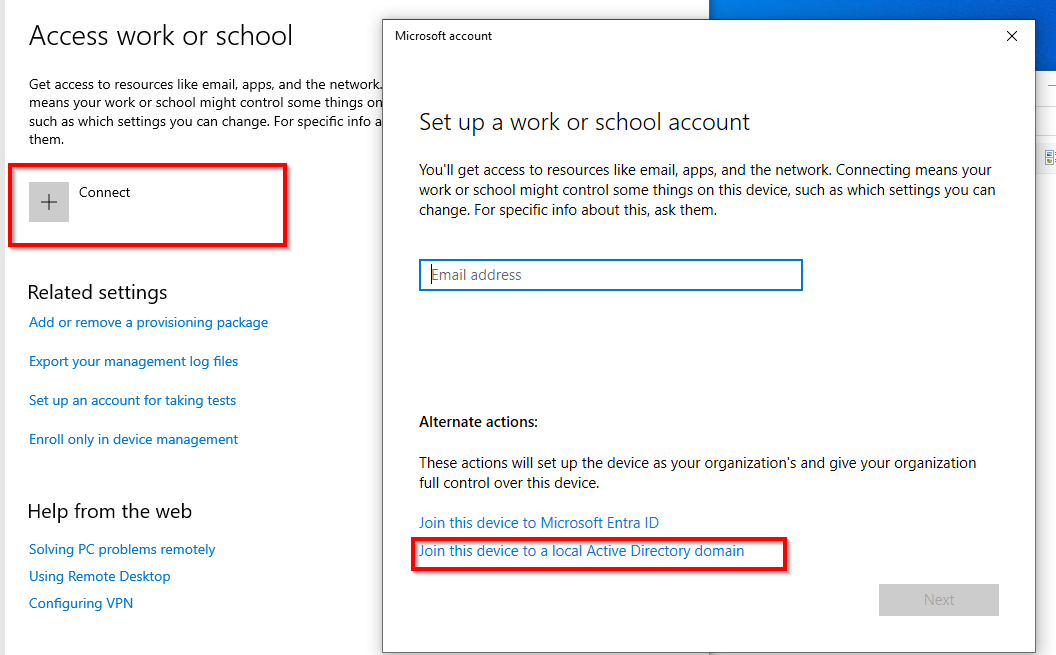 Access work or school
Get access to resources like email, apps, and the network.
means your work or school might control some things on
such as which settings you can change. For specific info a
them.
Connect
Related settings
Add or remove a provisioning package
Export your management log files
Set up an account for taking tests
Enroll only in device management
Help from the web
Solving PC problems remotely
Using Remote Desktop
Configuring VPN
Microsoft account
Set up a work or school account
You'll get access to resources like email, apps, and the network. Connecting means your
work or school might control some things on this device, such as which settings you can
change. For specific info about this, ask them.
Email address
Alternate actions:
These actions will set up the device as your organization's and give your organization
full control over this device.
Join this device to Microsoft Entra ID
Join this device to a local Active Directory domain
Next